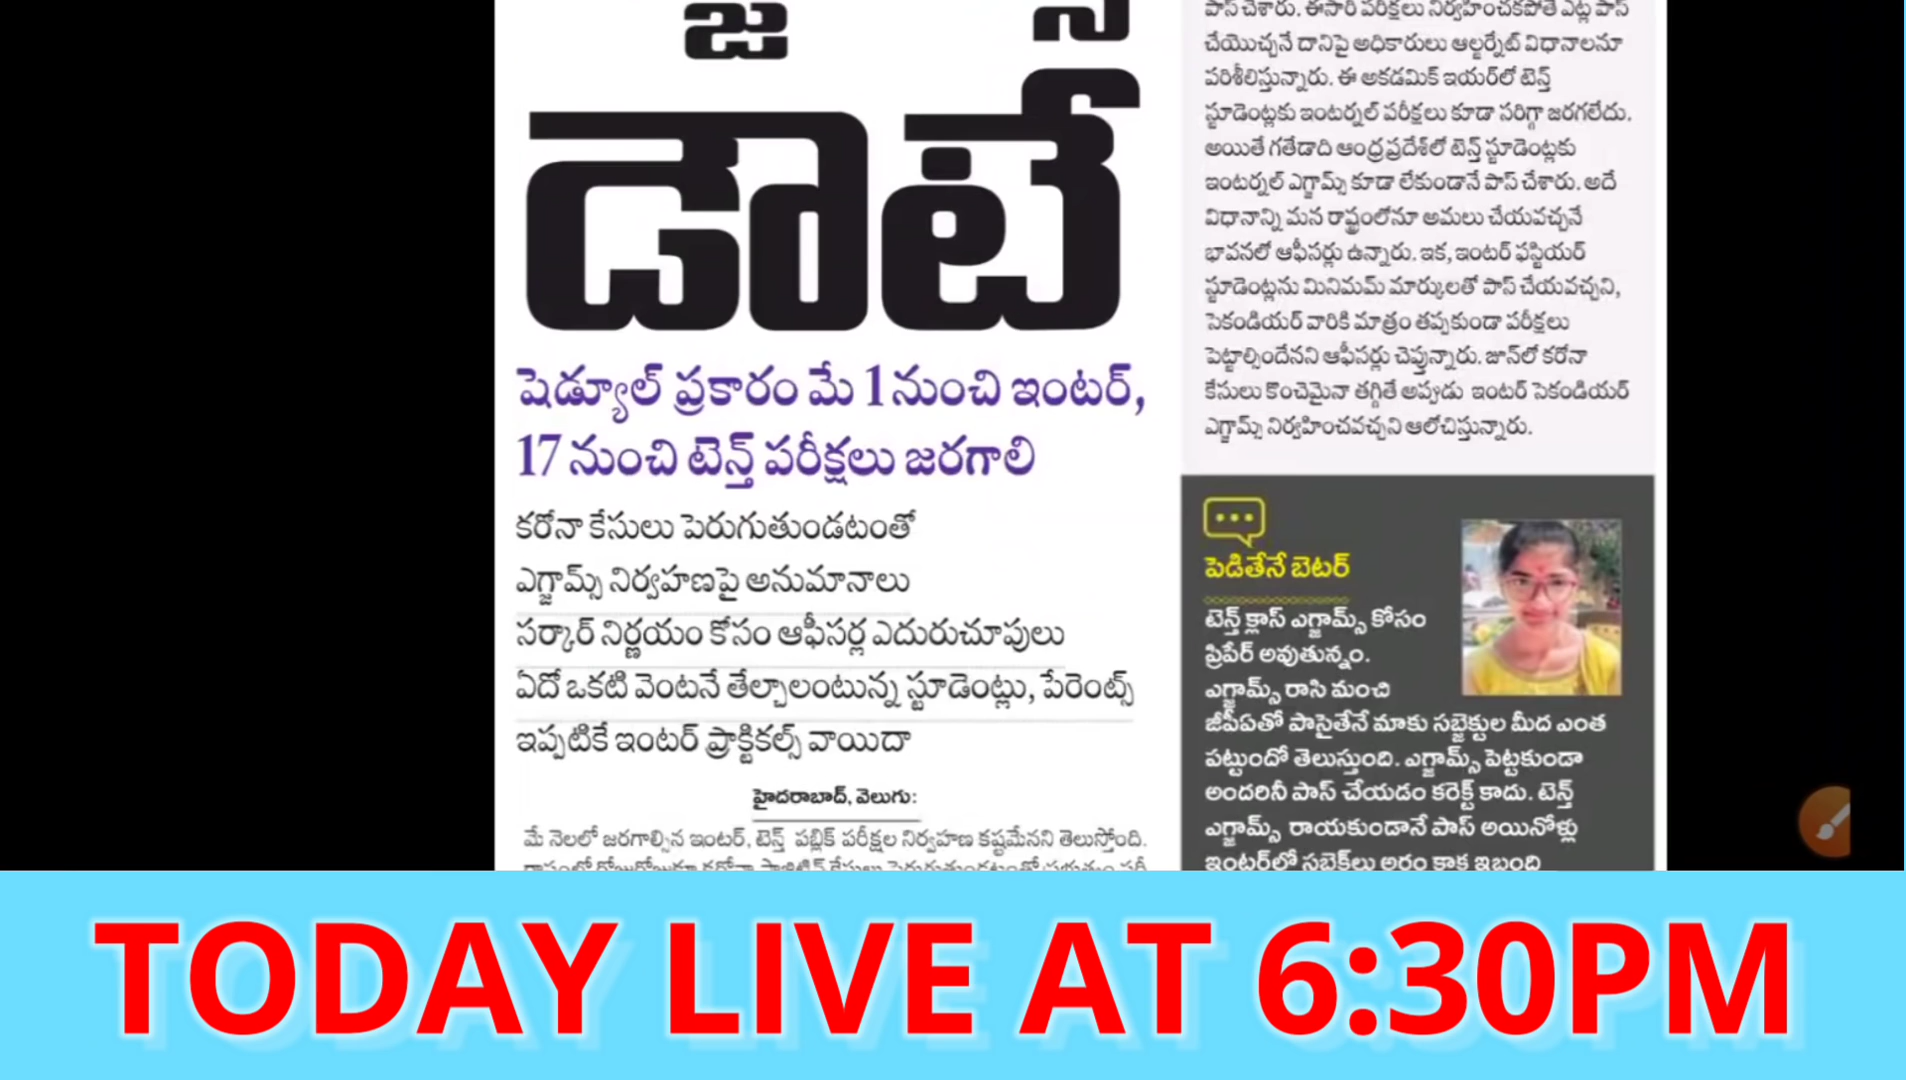 డౌటే
షెడ్యూల్ ప్రకారం మే 1 నుంచి ఇంటర్,
17 నుంచి టెన్త్ పరీక్షలు జరగాలి
కరోనా కేసులు పెరుగుతుండటంతో
ఎగ్జామ్స్ నిర్వహణపై అనుమానాలు
సర్కార్ నిర్ణయం కోసం ఆఫీసర్ల ఎదురుచూపులు
ఏదో ఒకటి వెంటనే తేల్చాలంటున్న స్టూడెంట్లు, పేరెంట్స్
ఇప్పటికే ఇంటర్ ప్రాక్టికల్స్ వాయిదా
హైదరాబాద్, వెలుగు:
మే నెలలో జరగాల్సిన ఇంటర్, టెన్త్ పబ్లిక్ పరీక్షల నిర్వహణ కష్టమేనని తెలుస్తోంది.
పాస్ చేశారు. ఈసారి పరీక్షలు నిర్వహించకపోతే ఎట్ల పాస్
చేయొచ్చనే దానిపై అధికారులు ఆల్టర్నేట్ విధానాలనూ
పరిశీలిస్తున్నారు. ఈ అకడమిక్ ఇయర్‌లో టెన్త్
స్టూడెంట్లకు ఇంటర్నల్ పరీక్షలు కూడా సరిగ్గా జరగలేదు.
అయితే గతేడాది ఆంధ్రప్రదేశ్‌లో టెన్త్ స్టూడెంట్లకు
ఇంటర్నల్ ఎగ్జామ్స్ కూడా లేకుండానే పాస్ చేశారు. అదే
విధానాన్ని మన రాష్ట్రంలోనూ అమలు చేయవచ్చనే
భావనలో ఆఫీసర్లు ఉన్నారు. ఇక, ఇంటర్ ఫస్టియర్
స్టూడెంట్లను మినిమమ్ మార్కులతో పాస్ చేయవచ్చని,
సెకండియర్ వారికి మాత్రం తప్పకుండా పరీక్షలు
పెట్టాల్సిందేనని ఆఫీసర్లు చెప్తున్నారు. జూన్‌లో కరోనా
కేసులు కొంచెమైనా తగ్గితే అప్పుడు ఇంటర్ సెకండియర్
ఎగ్జామ్స్ నిర్వహించవచ్చని ఆలోచిస్తున్నారు.
పెడితేనే బెటర్
టెన్త్ క్లాస్ ఎగ్జామ్స్ కోసం
ప్రిపేర్ అవుతున్నం.
ఎగ్జామ్స్ రాసి మంచి
జీపీఏతో పాసైతేనే మాకు సబ్జెక్టుల మీద ఎంత
పట్టుందో తెలుస్తుంది. ఎగ్జామ్స్ పెట్టకుండా
అందరినీ పాస్ చేయడం కరెక్ట్ కాదు. టెన్త్
ఎగ్జామ్స్ రాయకుండానే పాస్ అయినోళ్లు
TODAY LIVE AT 6:30PM